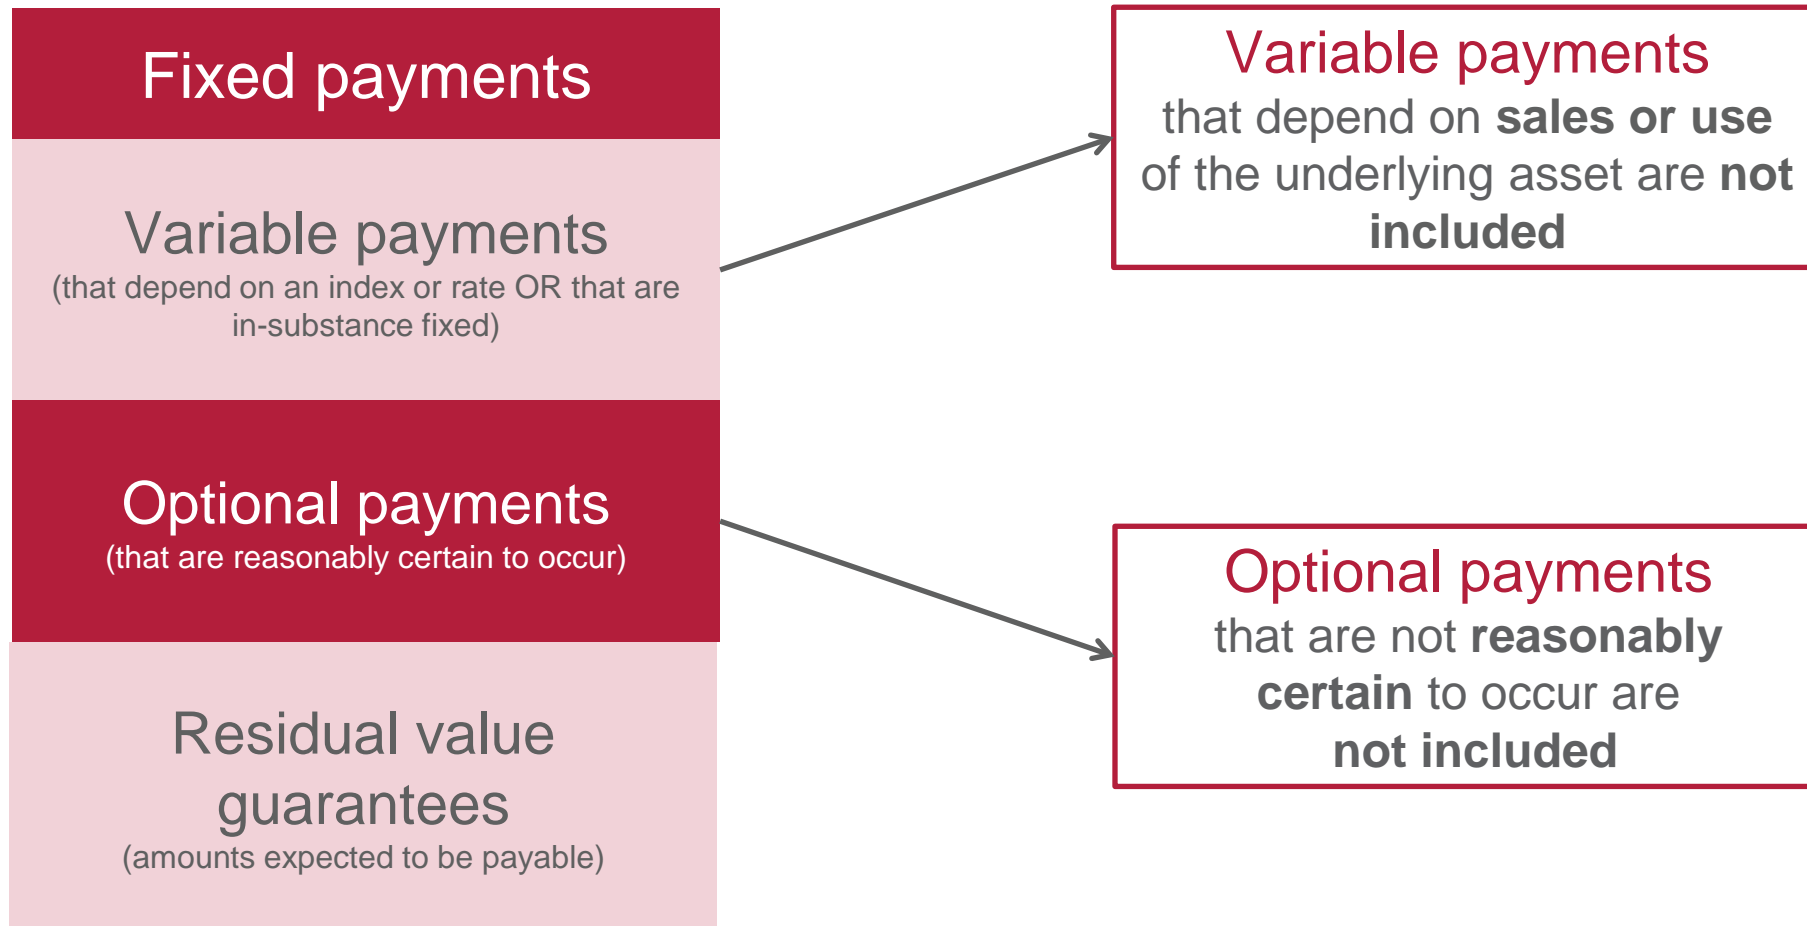 Fixed payments
Variable payments
(that depend on an index or rate OR that are
in-substance fixed)
Optional payments
(that are reasonably certain to occur)
Residual value
guarantees
(amounts expected to be payable)
Variable payments
that depend on sales or use
of the underlying asset are not
included
Optional payments
that are not reasonably
certain to occur are
not included